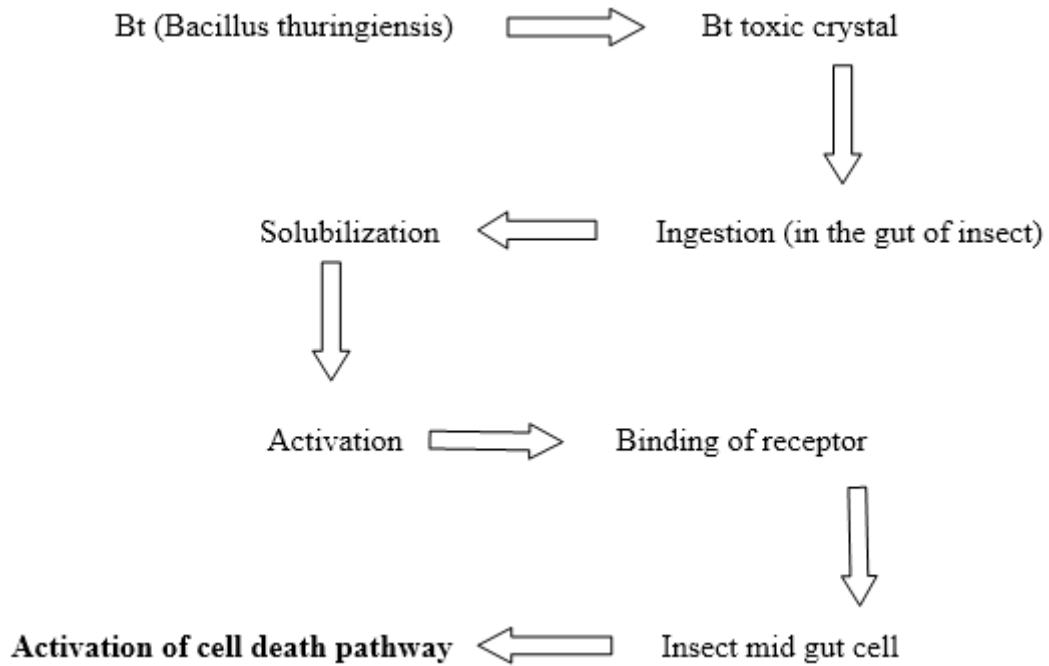 Bt (Bacillus thuringiensis)
Bt toxic crystal
Ingestion (in the gut of insect)
Solubilization
Activation
Binding of receptor
Insect mid gut cell
Activation of cell death pathway